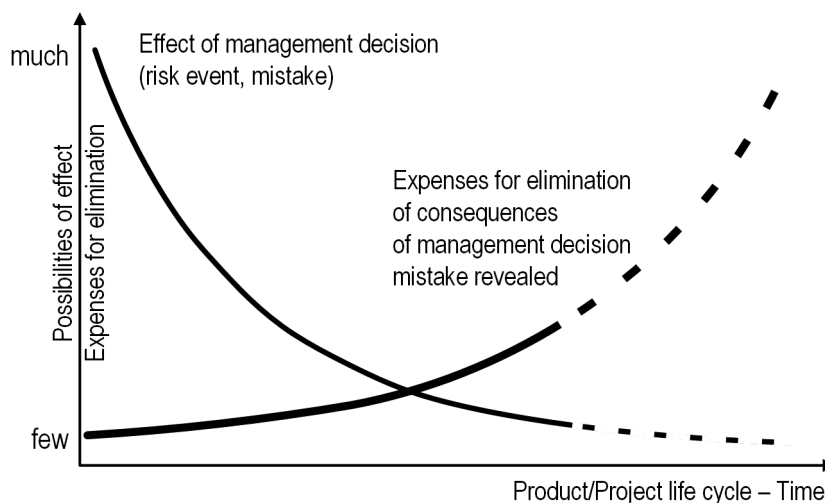 much
Effect of management decision
(risk event, mistake)
Possibilities of effect
Expenses for elimination
Expenses for elimination
of consequences
of management decision
mistake revealed
few
Product/Project life cycle – Time